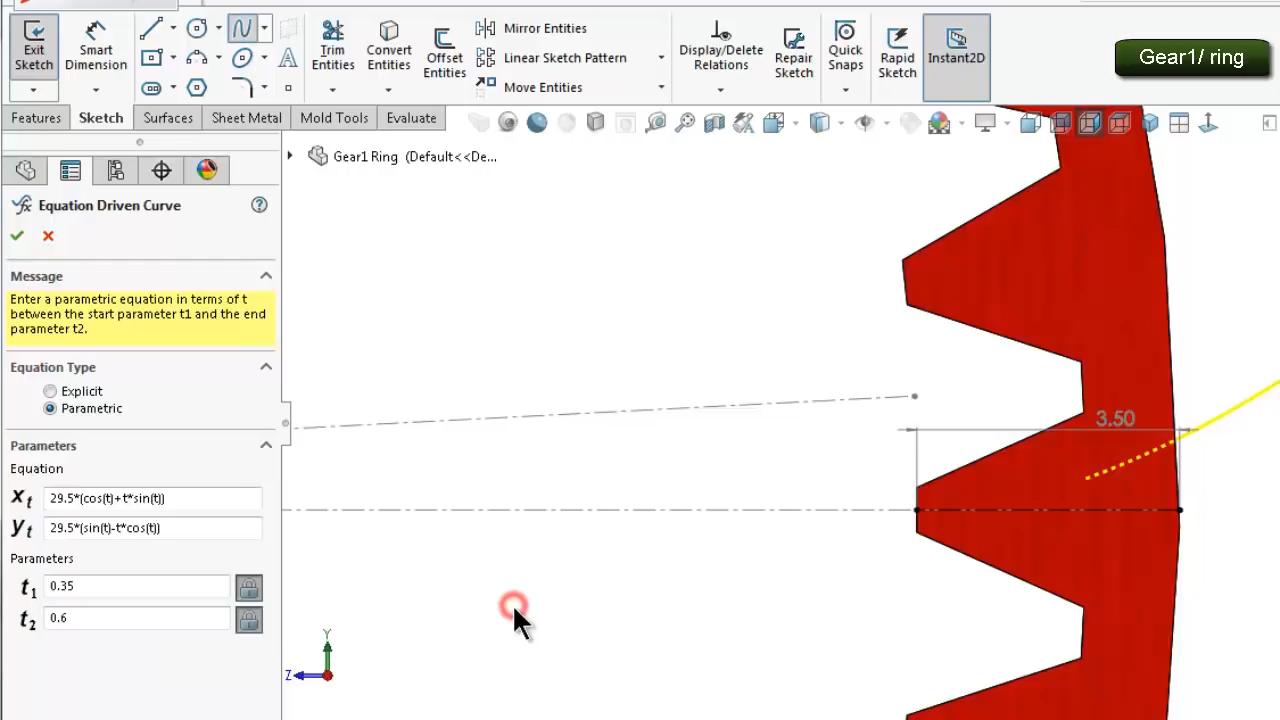 Exit
Sketch
Smart
Dimension
Trim
Entities
Convert
Entities
Offset
Entities
Mirror Entities
Linear Sketch Pattern
Move Entities
Display/Delete
Relations
Repair
Sketch
Quick
Snaps
Rapid
Sketch
Instant2D
Gear1/ ring
Features
Sketch
Surfaces
Sheet Metal
Mold Tools
Evaluate
Gear1 Ring (Default<<De...
Equation Driven Curve
Message
Enter a parametric equation in terms of t
between the start parameter t1 and the end
parameter t2.
Equation Type
Explicit
Parametric
Parameters
Equation
Xt 29.5*(cos(t)+t*sin(t))
yt 29.5*(sin(t)-t*cos(t))
Parameters
t1 0.35
t2 0.6
3.50
Y
Z